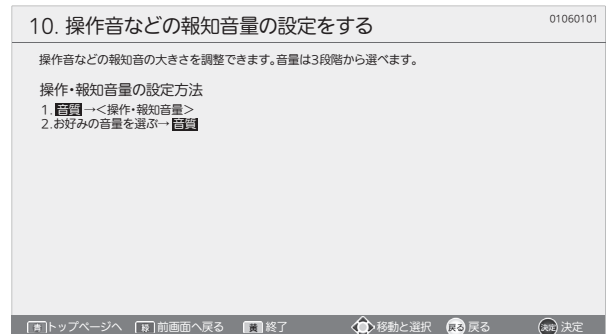 10. 操作音などの報知音量の設定をする
01060101
操作音などの報知音の大きさを調整できます。音量は3段階から選べます。
操作・報知音量の設定方法
1. 音質→<操作・報知音量>
2.お好みの音量を選ぶ→音質
青 トップページへ 緑 前画面へ戻る 黄 終了 移動と選択 戻る 戻る 決定 決定